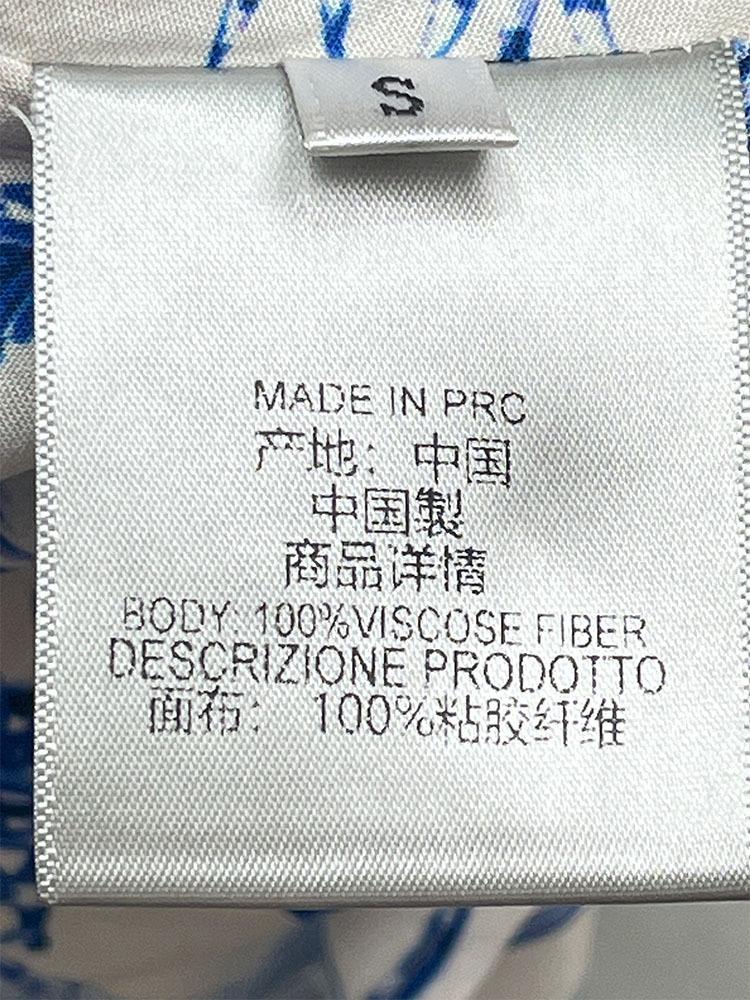 S
MADE IN PRC
产地：中国
中国製
商品详情
BODY: 100%VISCOSE FIBER
DESCRIZIONE PRODOTTO
面布： 100%粘胶纤维